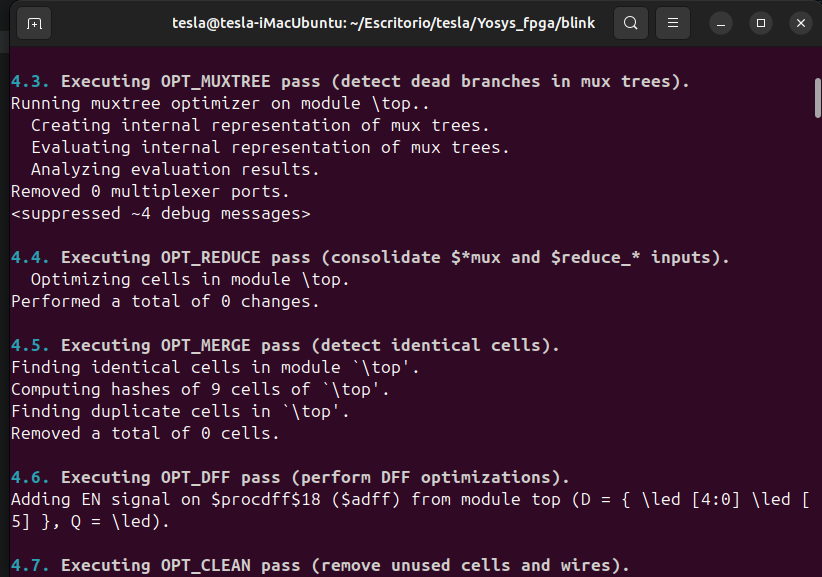 tesla@tesla-iMacUbuntu: ~/Escritorio/tesla/Yosys_fpga/blink
4.3. Executing OPT_MUXTREE pass (detect dead branches in mux trees).
Running muxtree optimizer on module \top..
  Creating internal representation of mux trees.
  Evaluating internal representation of mux trees.
  Analyzing evaluation results.
Removed 0 multiplexer ports.
<suppressed ~4 debug messages>
4.4. Executing OPT_REDUCE pass (consolidate $*mux and $reduce_* inputs).
  Optimizing cells in module \top.
Performed a total of 0 changes.
4.5. Executing OPT_MERGE pass (detect identical cells).
Finding identical cells in module `\top'.
Computing hashes of 9 cells of `\top'.
Finding duplicate cells in `\top'.
Removed a total of 0 cells.
4.6. Executing OPT_DFF pass (perform DFF optimizations).
Adding EN signal on $procdff$18 ($adff) from module top (D = { \led [4:0] \led [
5] }, Q = \led).
4.7. Executing OPT_CLEAN pass (remove unused cells and wires).